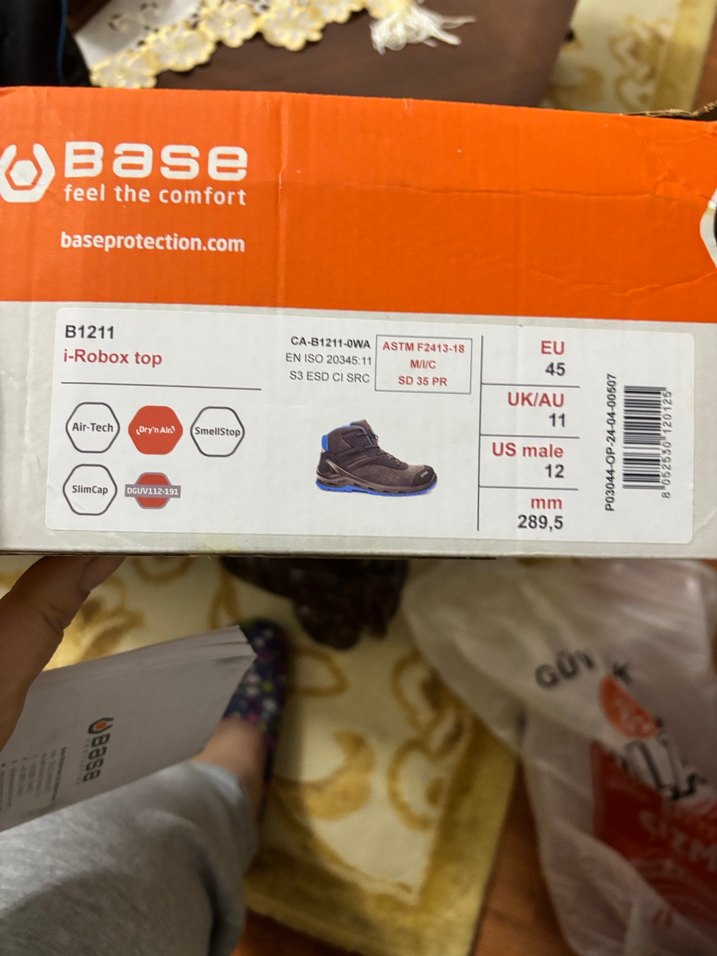 Base
feel the comfort
baseprotection.com
B1211
i-Robox top
CA-B1211-0WA
EN ISO 20345:11
S3 ESD CI SRC
ASTM F2413-18
M/I/C
SD 35 PR
Air-Tech
Dry'n Air
SmellStop
SlimCap
DGUV112-191
EU
45
UK/AU
11
US male
12
mm
289,5
P03044-OP-24-04-00507
8 052530 120125
Base